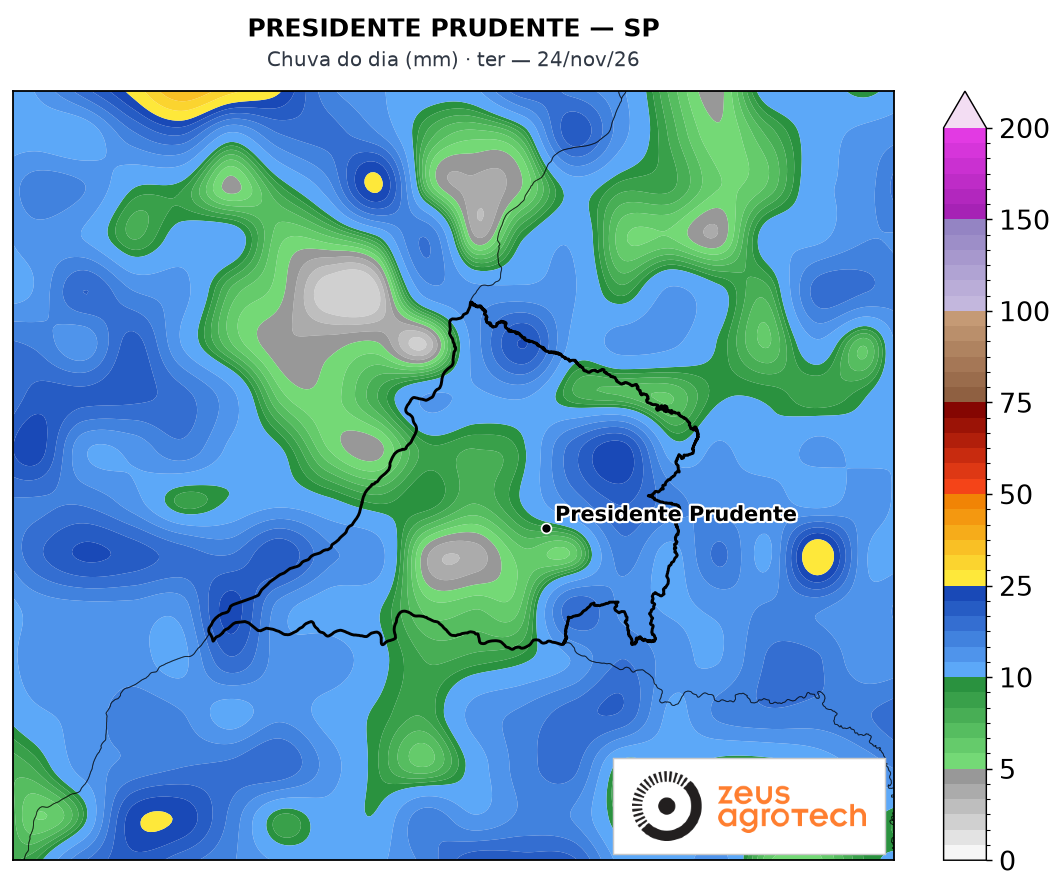 PRESIDENTE PRUDENTE — SP
Chuva do dia (mm) · ter — 24/nov/26
200
150
100
75
50
25
10
5
0
Presidente Prudente
zeus
agrotech